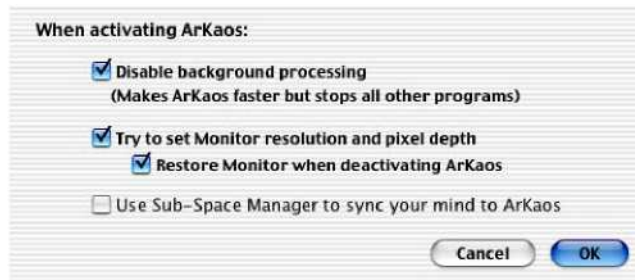 When activating ArKaos:
Disable background processing
(Makes ArKaos faster but stops all other programs)
Try to set Monitor resolution and pixel depth
Restore Monitor when deactivating ArKaos
Use Sub-Space Manager to sync your mind to ArKaos
Cancel OK